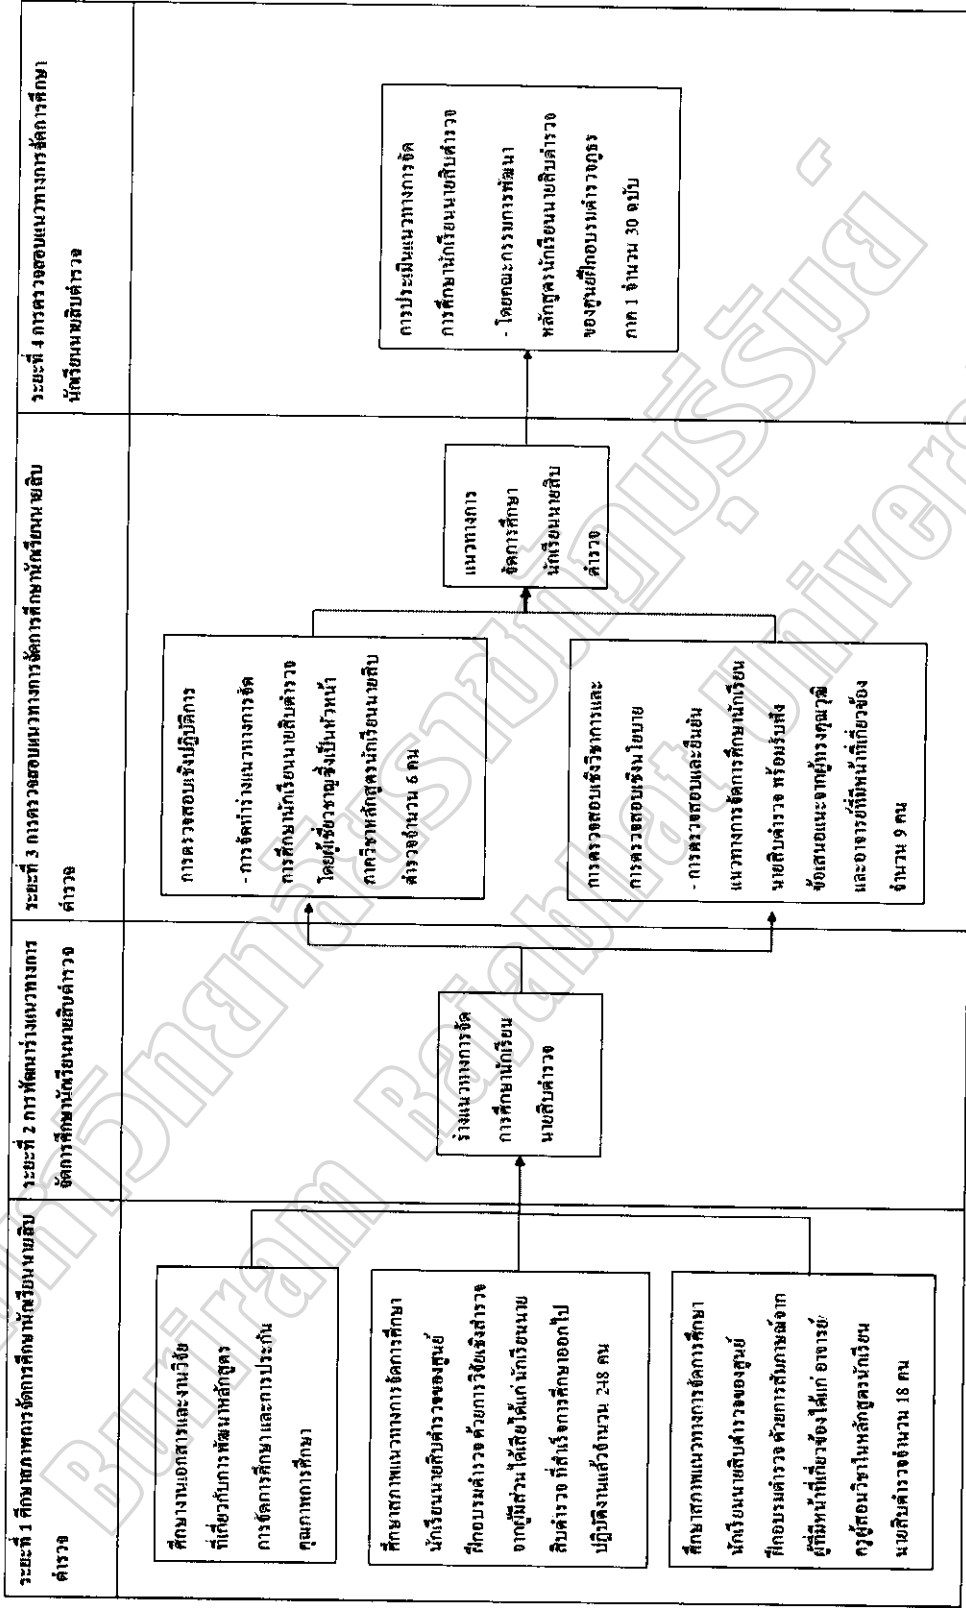 ระยะที่ 1 ศึกษาสภาพการจัดการศึกษานักเรียนนายสิบ
ตำรวจ
ระยะที่ 2 การพัฒนาร่างแนวทางการ
จัดการศึกษานักเรียนนายสิบตำรวจ
ระยะที่ 3 การตรวจสอบแนวทางการจัดการศึกษานักเรียนนายสิบ
ตำรวจ
ระยะที่ 4 การตรวจสอบแนวทางการจัดการศึกษา
นักเรียนนายสิบตำรวจ
ศึกษางานเอกสารและงานวิจัย
ที่เกี่ยวกับการพัฒนาหลักสูตร
การจัดการศึกษาและการประกัน
คุณภาพการศึกษา
ศึกษาสภาพแนวทางการจัดการศึกษา
นักเรียนนายสิบตำรวจของศูนย์
ฝึกอบรมตำรวจ ด้วยการวิจัยเชิงสำรวจ
จากผู้มีส่วนได้เสียได้แก่ นักเรียนนาย
สิบตำรวจ ที่สำเร็จการศึกษาออกไป
ปฏิบัติงานแล้วจำนวน 248 คน
ศึกษาสภาพแนวทางการจัดการศึกษา
นักเรียนนายสิบตำรวจของศูนย์
ฝึกอบรมตำรวจ ด้วยการสัมภาษณ์จาก
ผู้ที่มีหน้าที่เกี่ยวข้อง ได้แก่ อาจารย์/
ครูผู้สอนวิชาในหลักสูตรนักเรียน
นายสิบตำรวจจำนวน 18 คน
ร่างแนวทางการจัด
การศึกษานักเรียน
นายสิบตำรวจ
การตรวจสอบเชิงปฏิบัติการ
- การจัดทำร่างแนวทางการจัด
การศึกษานักเรียนนายสิบตำรวจ
โดยผู้เชี่ยวชาญซึ่งเป็นหัวหน้า
ภาควิชาหลักสูตรนักเรียนนายสิบ
ตำรวจจำนวน 6 คน
การตรวจสอบเชิงวิชาการและ
การตรวจสอบเชิงนโยบาย
- การตรวจสอบและยืนยัน
แนวทางการจัดการศึกษานักเรียน
นายสิบตำรวจ พร้อมรับฟัง
ข้อเสนอแนะจากผู้ทรงคุณวุฒิ
และอาจารย์ที่มีหน้าที่เกี่ยวข้อง
จำนวน 9 คน
แนวทางการ
จัดการศึกษา
นักเรียนนายสิบ
ตำรวจ
การประเมินแนวทางการจัด
การศึกษานักเรียนนายสิบตำรวจ
- โดยคณะกรรมการพัฒนา
หลักสูตรนักเรียนนายสิบตำรวจ
ของศูนย์ฝึกอบรมตำรวจภูธร
ภาค 1 จำนวน 30 ฉบับ
มหาวิทยาลัยราชภัฏบุรีรัมย์
Buriram Rajabhat Univers